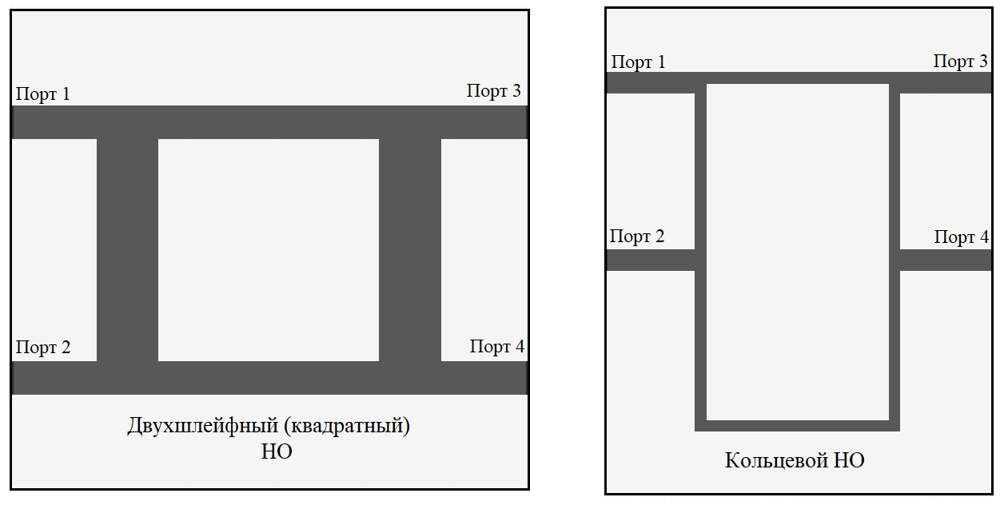 Порт 1
Порт 3
Порт 2
Порт 4
Двухшлейфный (квадратный)
НО
Порт 1
Порт 3
Порт 2
Порт 4
Кольцевой НО